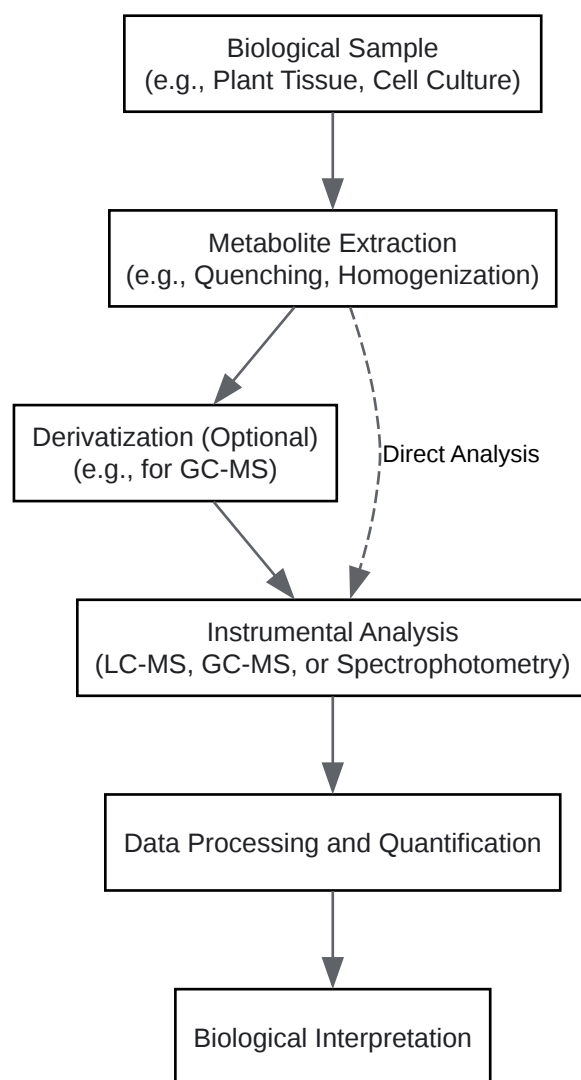 Biological Sample
(e.g., Plant Tissue, Cell Culture)
Metabolite Extraction
(e.g., Quenching, Homogenization)
Derivatization (Optional)
(e.g., for GC-MS)
Direct Analysis
Instrumental Analysis
(LC-MS, GC-MS, or Spectrophotometry)
Data Processing and Quantification
Biological Interpretation